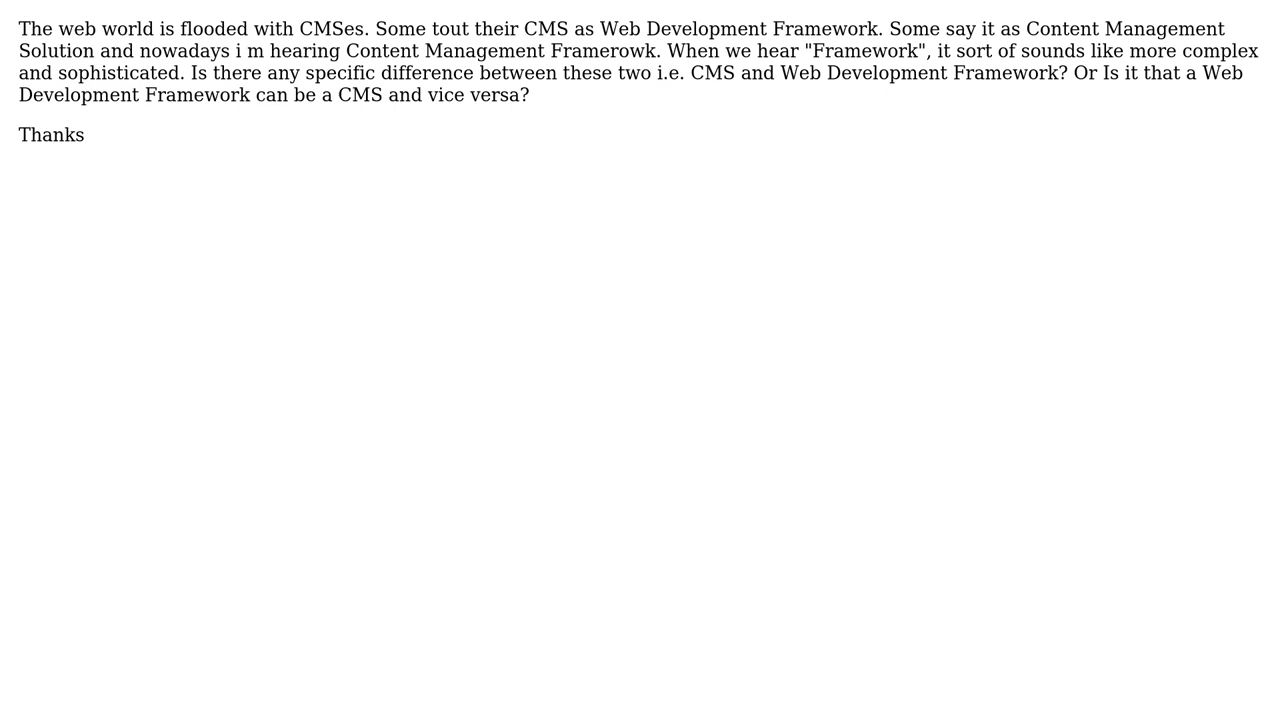 The web world is flooded with CMSes. Some tout their CMS as Web Development Framework. Some say it as Content Management
Solution and nowadays i m hearing Content Management Framerowk. When we hear "Framework", it sort of sounds like more complex
and sophisticated. Is there any specific difference between these two i.e. CMS and Web Development Framework? Or Is it that a Web
Development Framework can be a CMS and vice versa?
Thanks